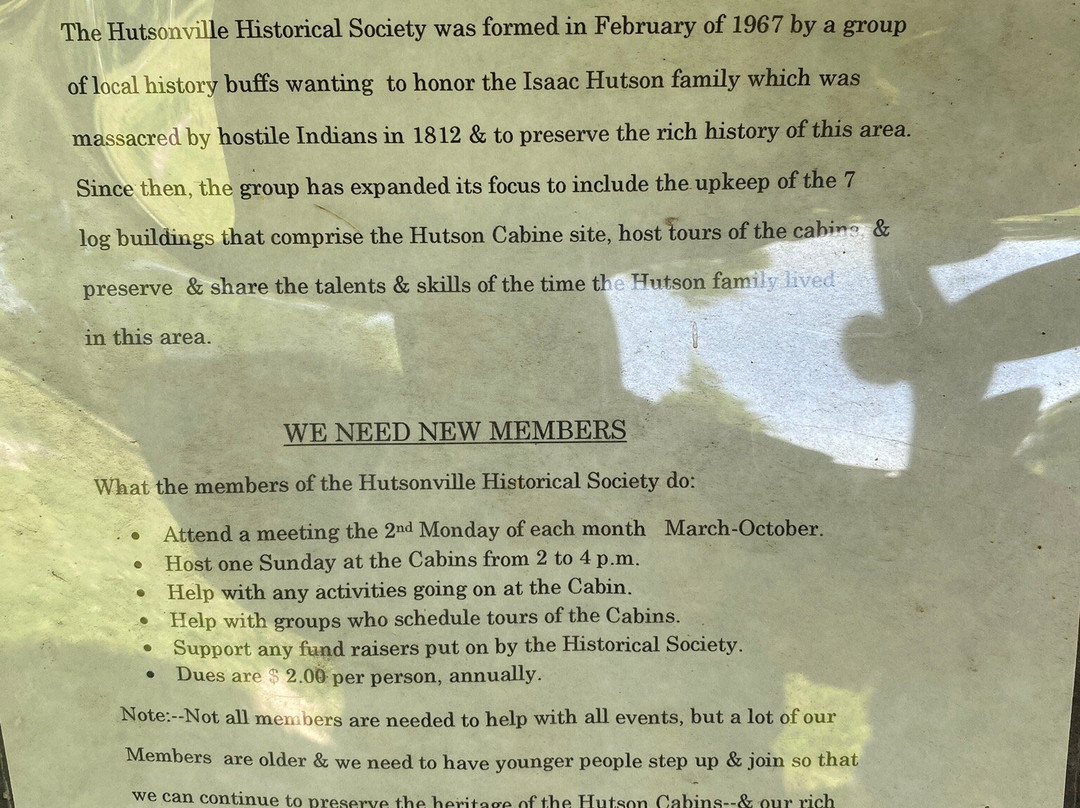 The Hutsonville Historical Society was formed in February of 1967 by a group
of local history buffs wanting to honor the Isaac Hutson family which was
massacred by hostile Indians in 1812 & to preserve the rich history of this area.
Since then, the group has expanded its focus to include the upkeep of the 7
log buildings that comprise the Hutson Cabine site, host tours of the cabins, &
preserve & share the talents & skills of the time the Hutson family lived
in this area.
WE NEED NEW MEMBERS
What the members of the Hutsonville Historical Society do:
• Attend a meeting the 2nd Monday of each month March-October.
• Host one Sunday at the Cabins from 2 to 4 p.m.
• Help with any activities going on at the Cabin.
• Help with groups who schedule tours of the Cabins.
• Support any fund raisers put on by the Historical Society.
• Dues are $ 2.00 per person, annually.
Note:--Not all members are needed to help with all events, but a lot of our
Members are older & we need to have younger people step up & join so that
we can continue to preserve the heritage of the Hutson Cabins--& our rich